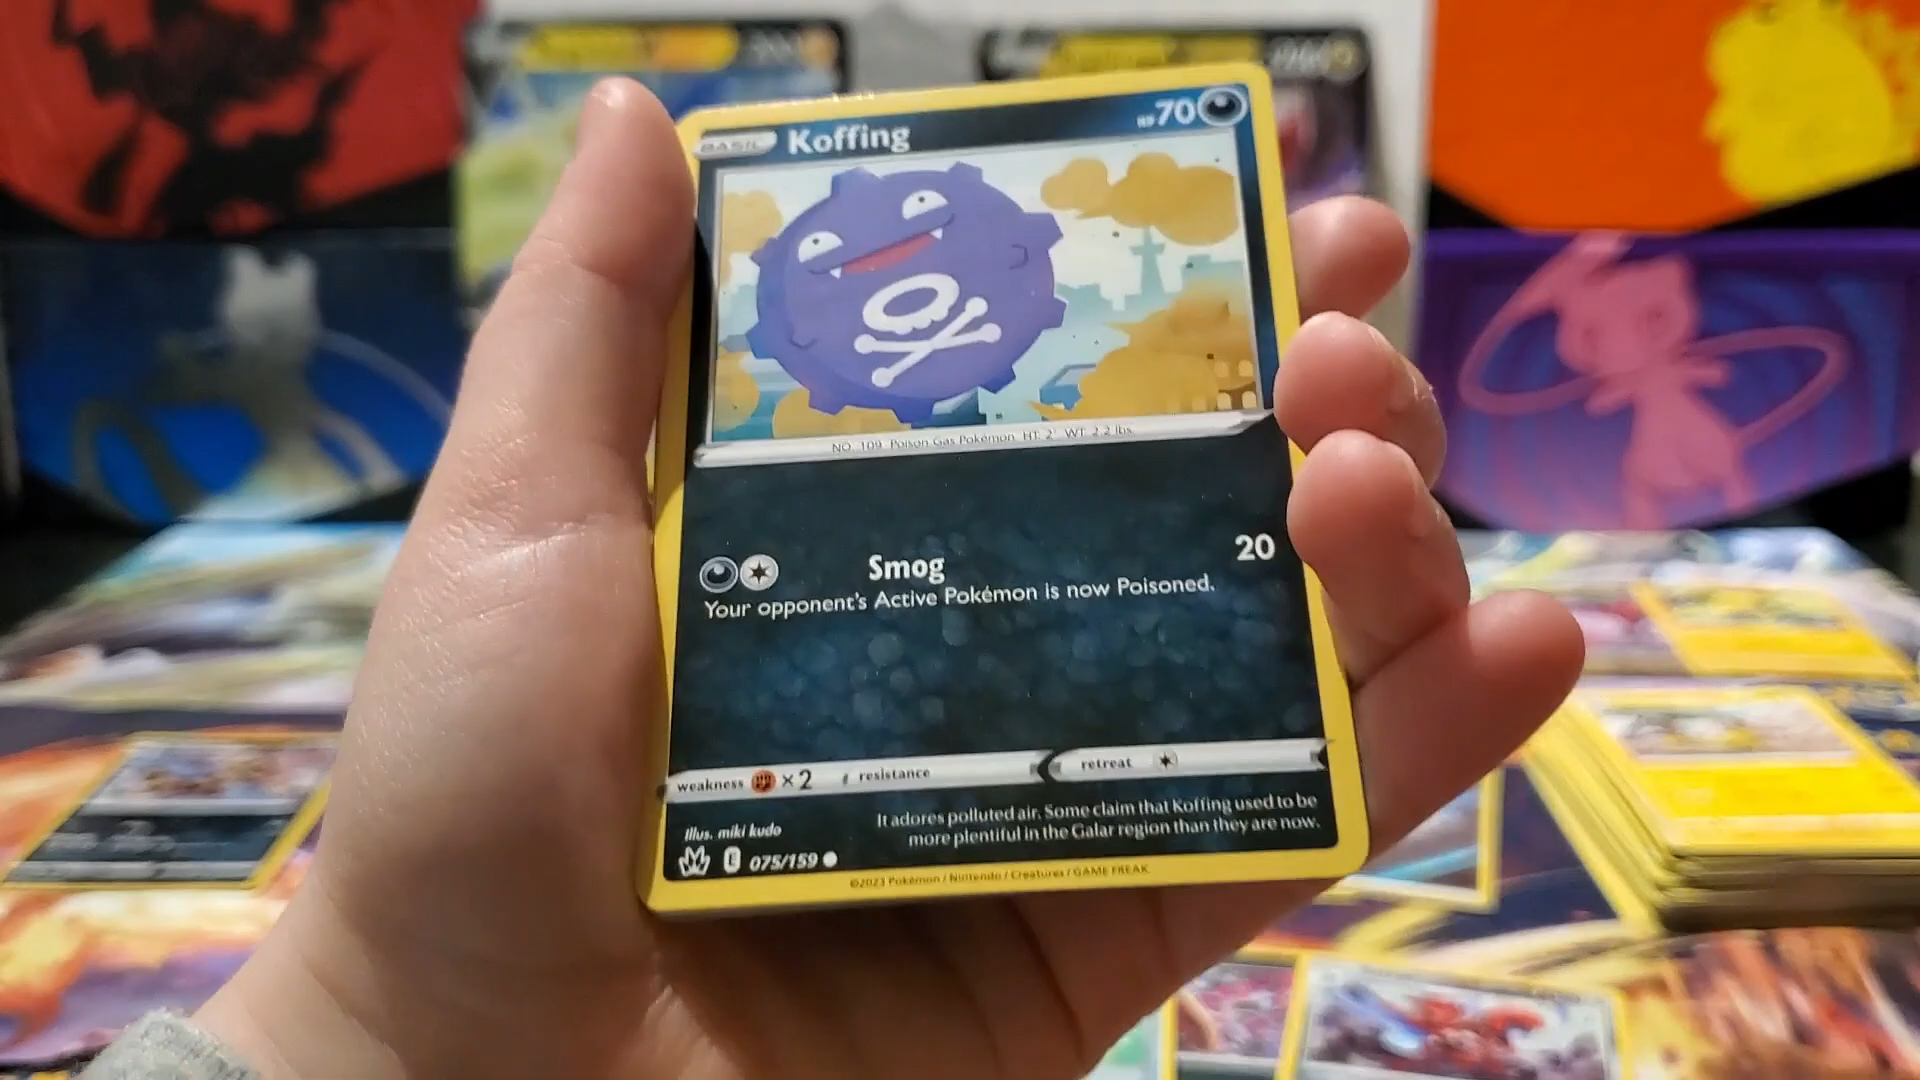 BASIC Koffing HP 70
NO. 109 Poison Gas Pokémon HT: 2' WT: 2.2 lbs.
Smog 20
Your opponent's Active Pokémon is now Poisoned.
weakness ×2 resistance retreat
It adores polluted air. Some claim that Koffing used to be
more plentiful in the Galar region than they are now.
Illus. miki kudo
E 075/159
©2023 Pokémon / Nintendo / Creatures / GAME FREAK